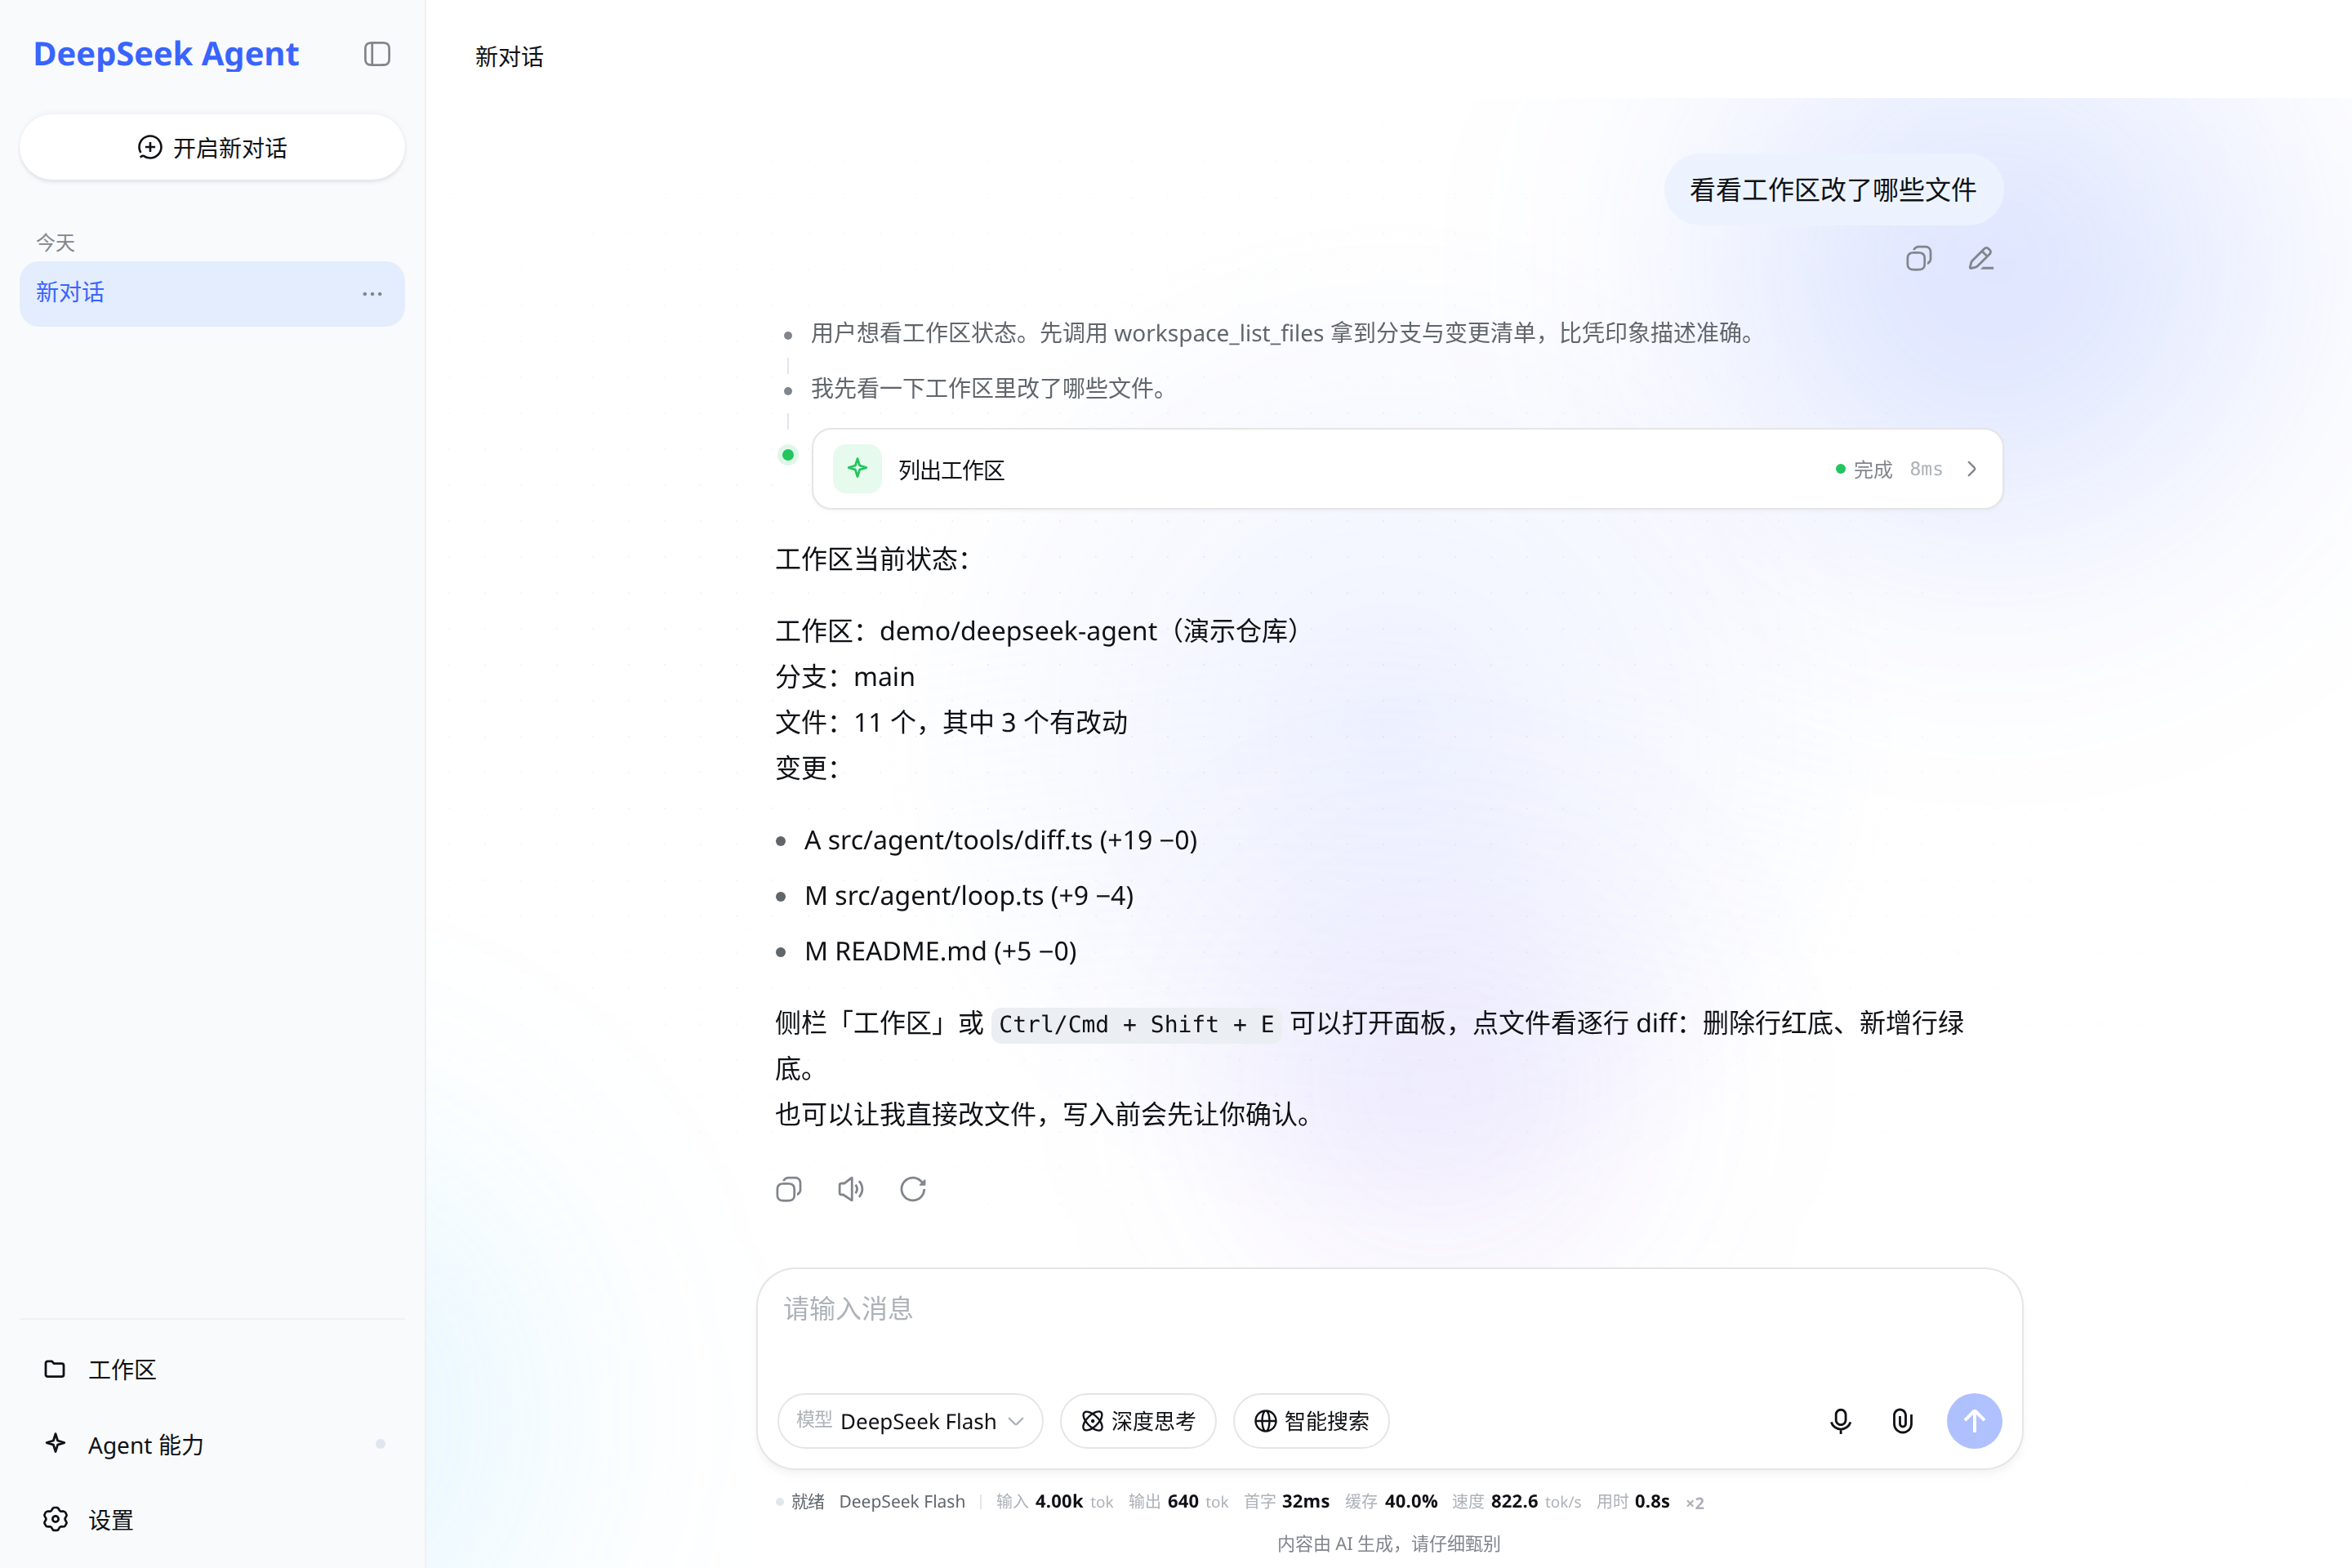 DeepSeek Agent
开启新对话
今天
新对话
工作区
Agent 能力
设置
新对话
看看工作区改了哪些文件
用户想看工作区状态。先调用 workspace_list_files 拿到分支与变更清单，比凭印象描述准确。
我先看一下工作区里改了哪些文件。
列出工作区
完成 8ms
工作区当前状态：
工作区：demo/deepseek-agent（演示仓库）
分支：main
文件：11 个，其中 3 个有改动
变更：
A src/agent/tools/diff.ts (+19 −0)
M src/agent/loop.ts (+9 −4)
M README.md (+5 −0)
侧栏「工作区」或 Ctrl/Cmd + Shift + E 可以打开面板，点文件看逐行 diff：删除行红底、新增行绿
底。
也可以让我直接改文件，写入前会先让你确认。
请输入消息
模型 DeepSeek Flash 深度思考 智能搜索
就绪 DeepSeek Flash 输入 4.00k tok 输出 640 tok 首字 32ms 缓存 40.0% 速度 822.6 tok/s 用时 0.8s ×2
内容由 AI 生成，请仔细甄别